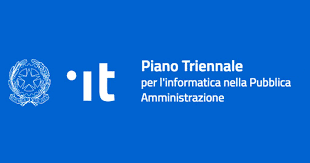 .it
Piano Triennale
per l'informatica nella Pubblica
Amministrazione